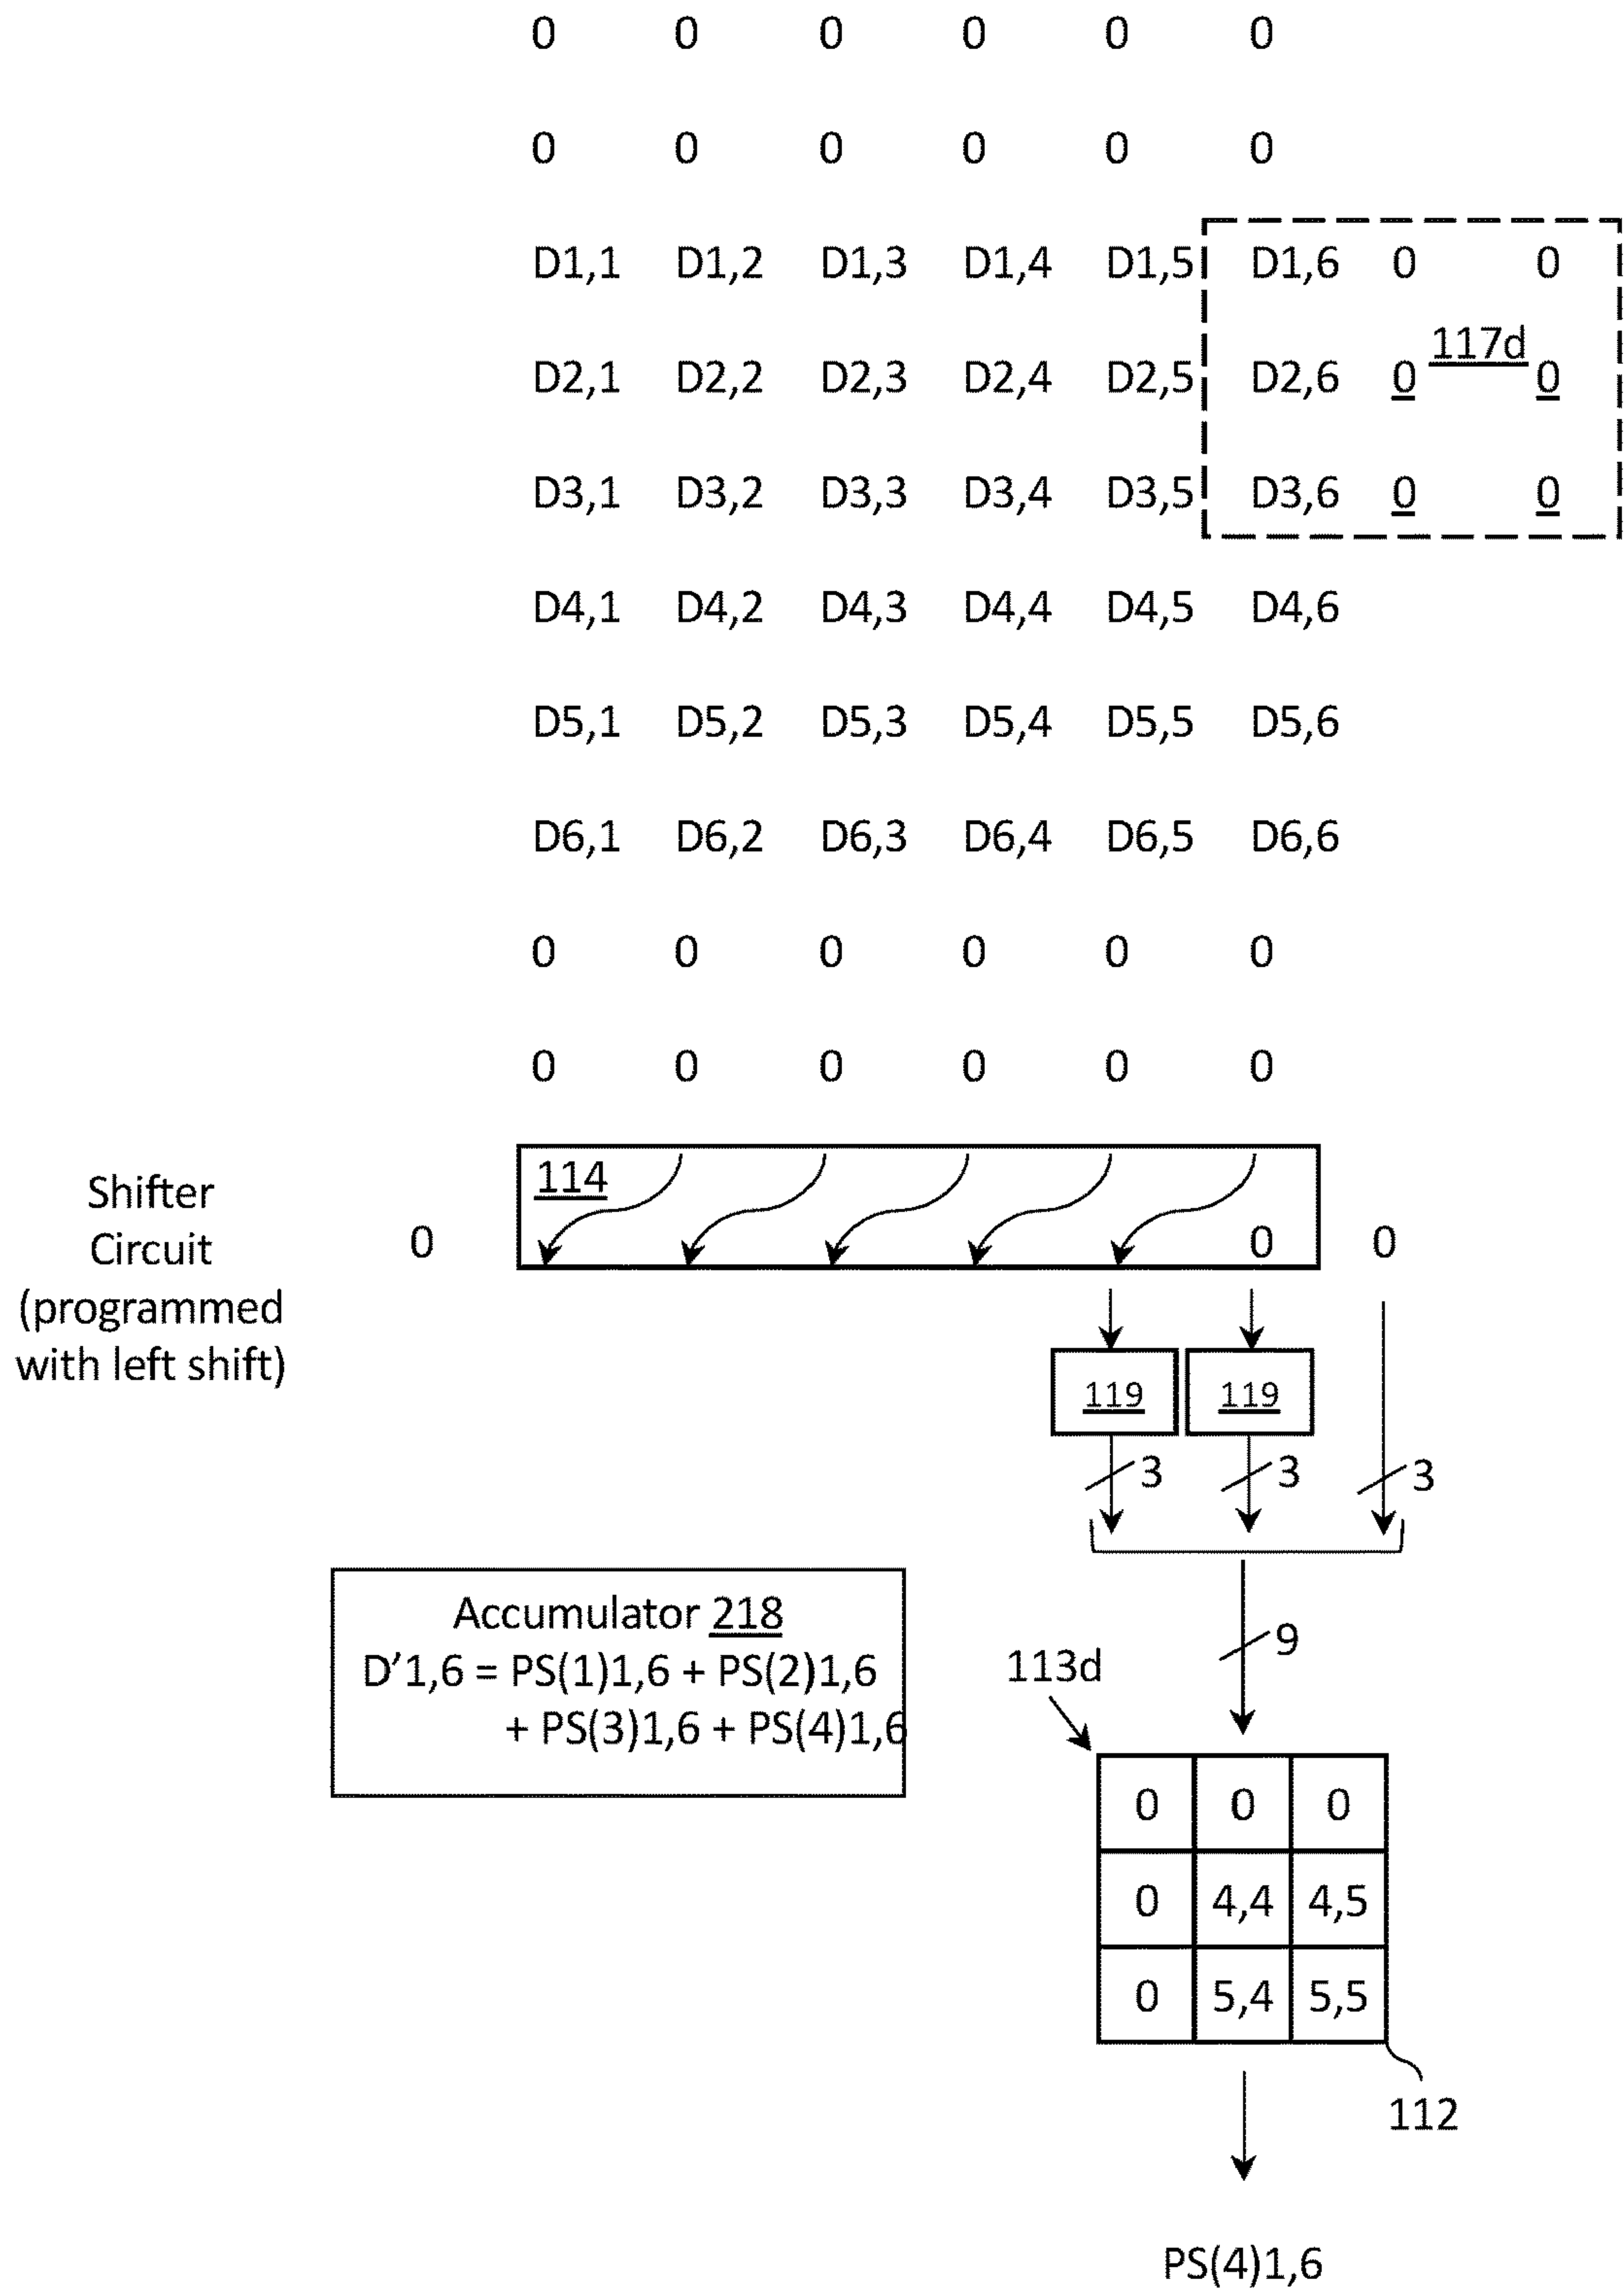 0 0 0 0 0 0
0 0 0 0 0 0
D1,1 D1,2 D1,3 D1,4 D1,5 D1,6 0 0
117d
D2,1 D2,2 D2,3 D2,4 D2,5 D2,6 0 0
D3,1 D3,2 D3,3 D3,4 D3,5 D3,6 0 0
D4,1 D4,2 D4,3 D4,4 D4,5 D4,6
D5,1 D5,2 D5,3 D5,4 D5,5 D5,6
D6,1 D6,2 D6,3 D6,4 D6,5 D6,6
0 0 0 0 0 0
0 0 0 0 0 0
Shifter
Circuit
(programmed
with left shift)
114
0 0 0
119 119
3 3 3
Accumulator 218
D’1,6 = PS(1)1,6 + PS(2)1,6
+ PS(3)1,6 + PS(4)1,6
9
113d
0 0 0
0 4,4 4,5
0 5,4 5,5
112
PS(4)1,6